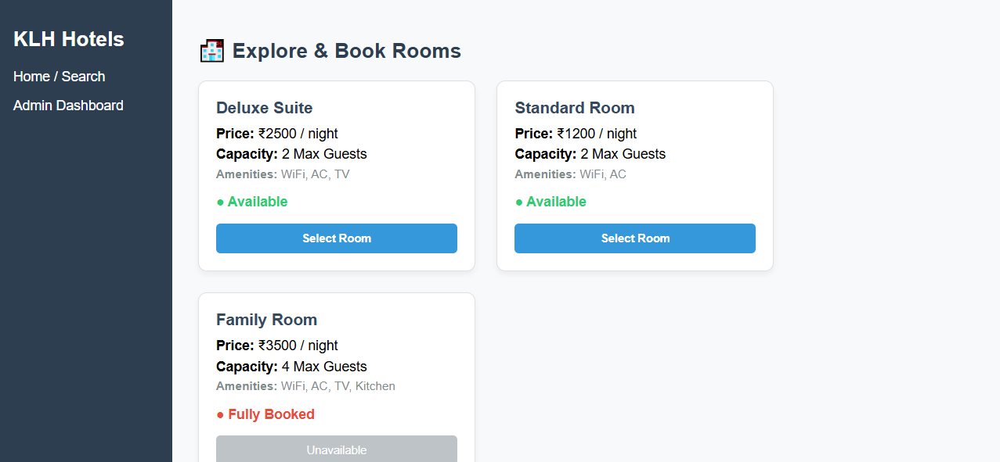 KLH Hotels
Home / Search
Admin Dashboard
Explore & Book Rooms
Deluxe Suite
Price: ₹2500 / night
Capacity: 2 Max Guests
Amenities: WiFi, AC, TV
● Available
Select Room
Standard Room
Price: ₹1200 / night
Capacity: 2 Max Guests
Amenities: WiFi, AC
● Available
Select Room
Family Room
Price: ₹3500 / night
Capacity: 4 Max Guests
Amenities: WiFi, AC, TV, Kitchen
● Fully Booked
Unavailable